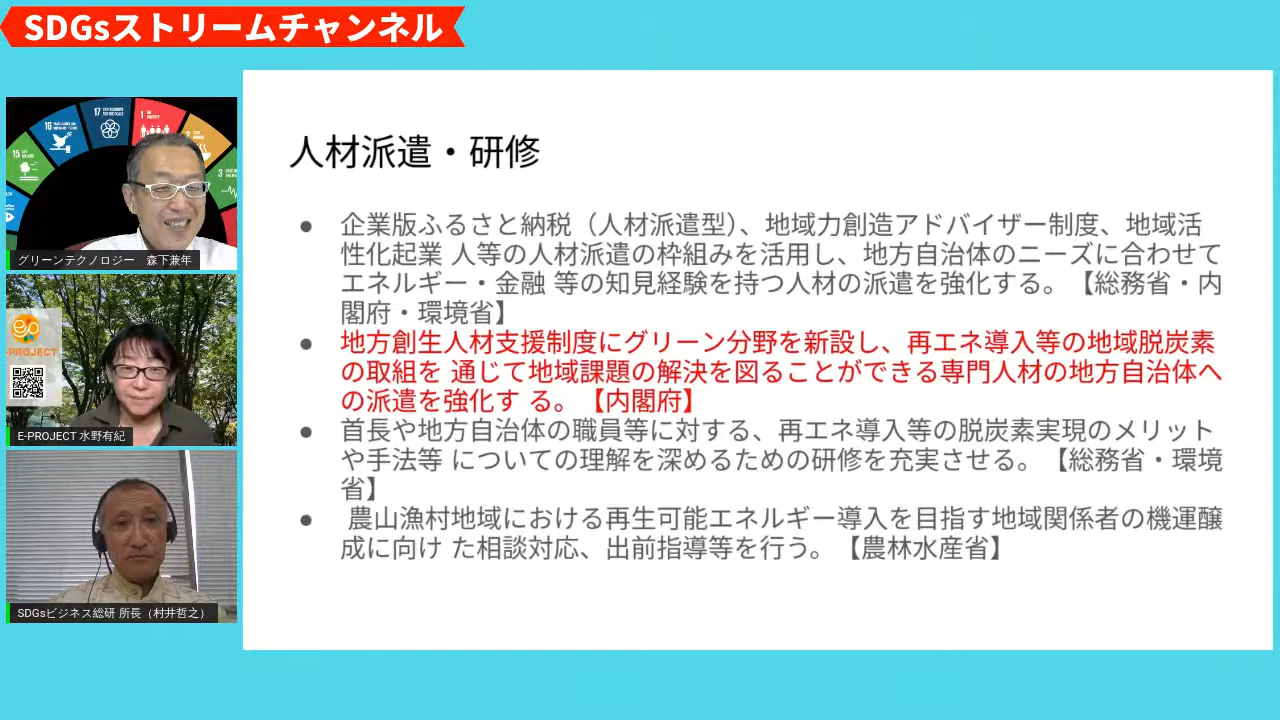 SDGsストリームチャンネル
17
16
1
15
3
グリーンテクノロジー 森下兼年
-PROJECT
E-PROJECT 水野有紀
SDGsビジネス総研 所長（村井哲之）
人材派遣・研修
● 企業版ふるさと納税（人材派遣型）、地域力創造アドバイザー制度、地域活
性化起業 人等の人材派遣の枠組みを活用し、地方自治体のニーズに合わせて
エネルギー・金融 等の知見経験を持つ人材の派遣を強化する。【総務省・内
閣府・環境省】
● 地方創生人材支援制度にグリーン分野を新設し、再エネ導入等の地域脱炭素
の取組を 通じて地域課題の解決を図ることができる専門人材の地方自治体へ
の派遣を強化す る。【内閣府】
● 首長や地方自治体の職員等に対する、再エネ導入等の脱炭素実現のメリット
や手法等 についての理解を深めるための研修を充実させる。【総務省・環境
省】
● 農山漁村地域における再生可能エネルギー導入を目指す地域関係者の機運醸
成に向け た相談対応、出前指導等を行う。【農林水産省】